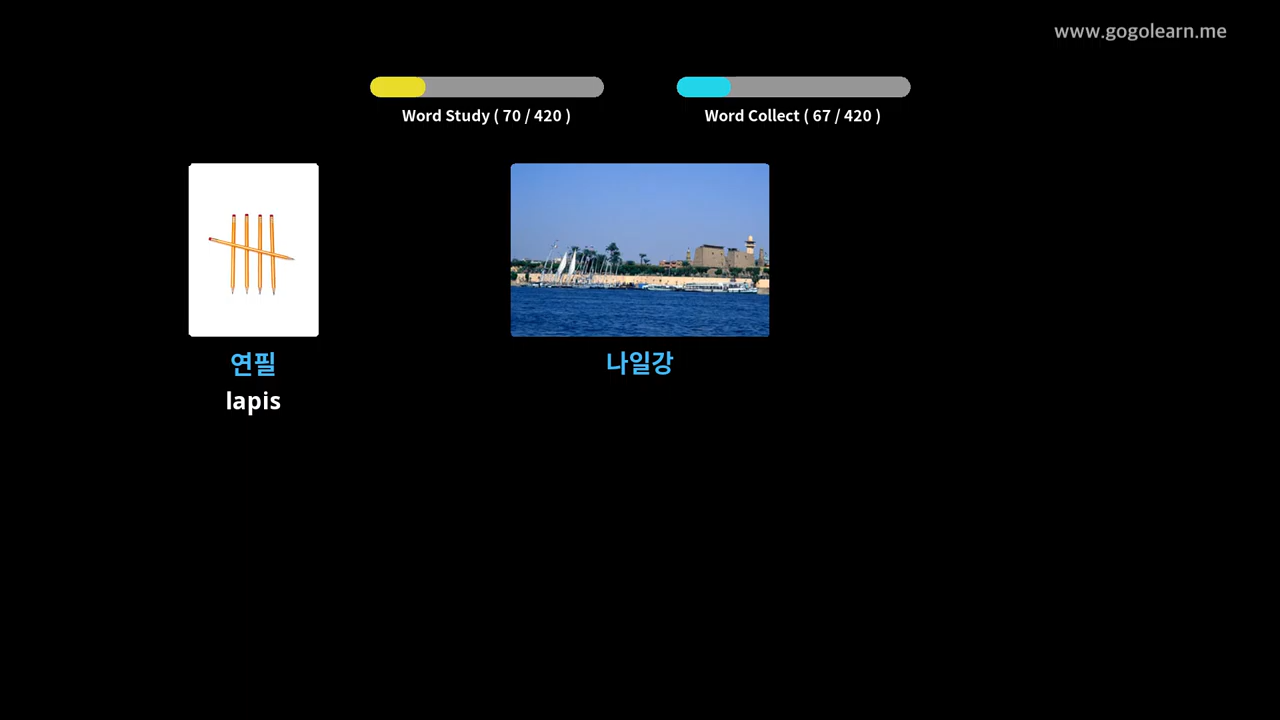 www.gogolearn.me
Word Study ( 70 / 420 )
Word Collect ( 67 / 420 )
연필
lapis
나일강